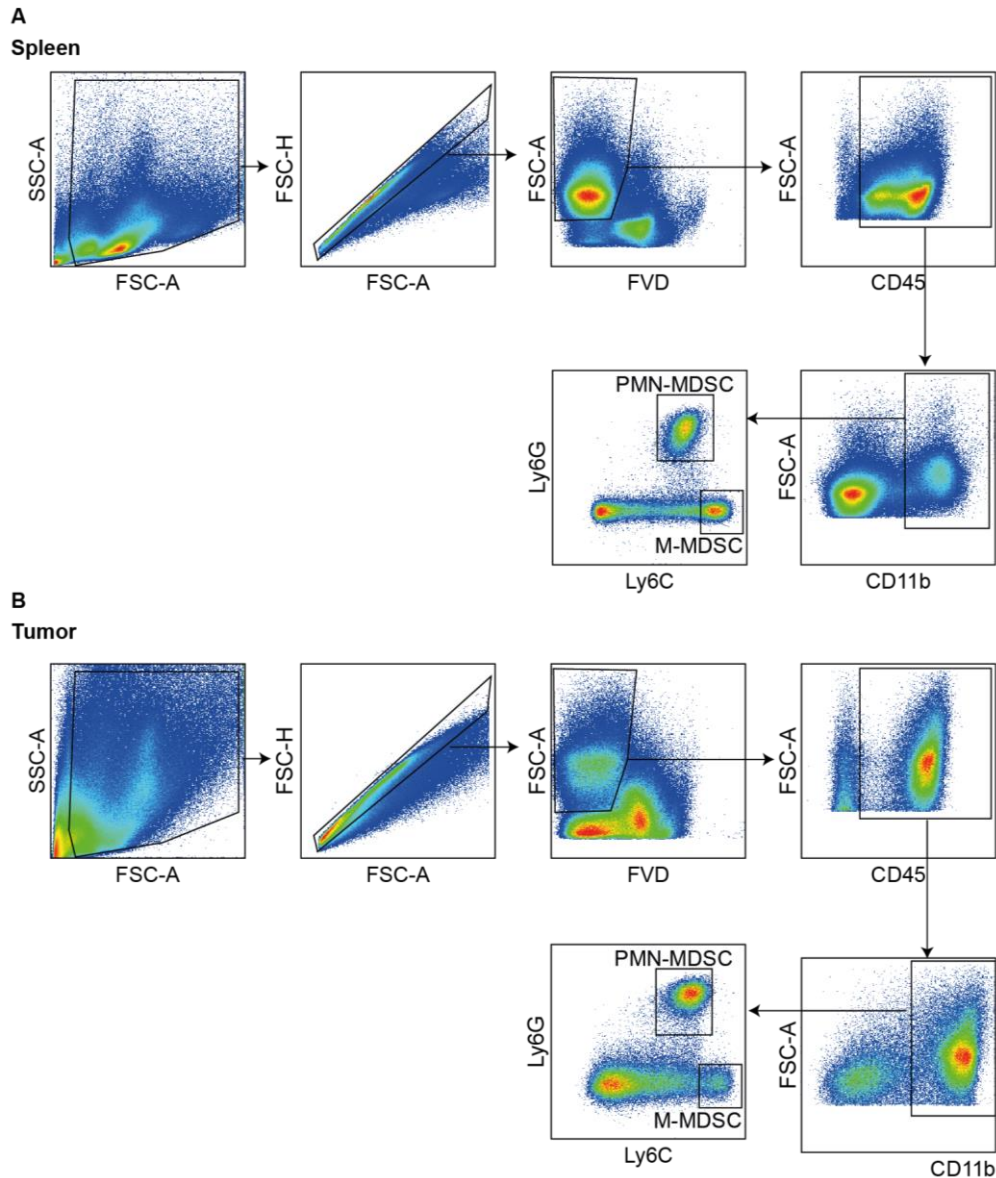 A
Spleen
SSC-A
FSC-A
FSC-H
FSC-A
FSC-A
FVD
FSC-A
CD45
PMN-MDSC
Ly6G
M-MDSC
Ly6C
FSC-A
CD11b
B
Tumor
SSC-A
FSC-A
FSC-H
FSC-A
FSC-A
FVD
FSC-A
CD45
PMN-MDSC
Ly6G
M-MDSC
Ly6C
FSC-A
CD11b